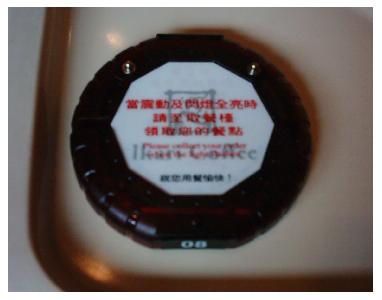 當震動及閃燈全亮時
請至取餐檯
領取您的餐點
Please collect your order
祝您用餐愉快！
08